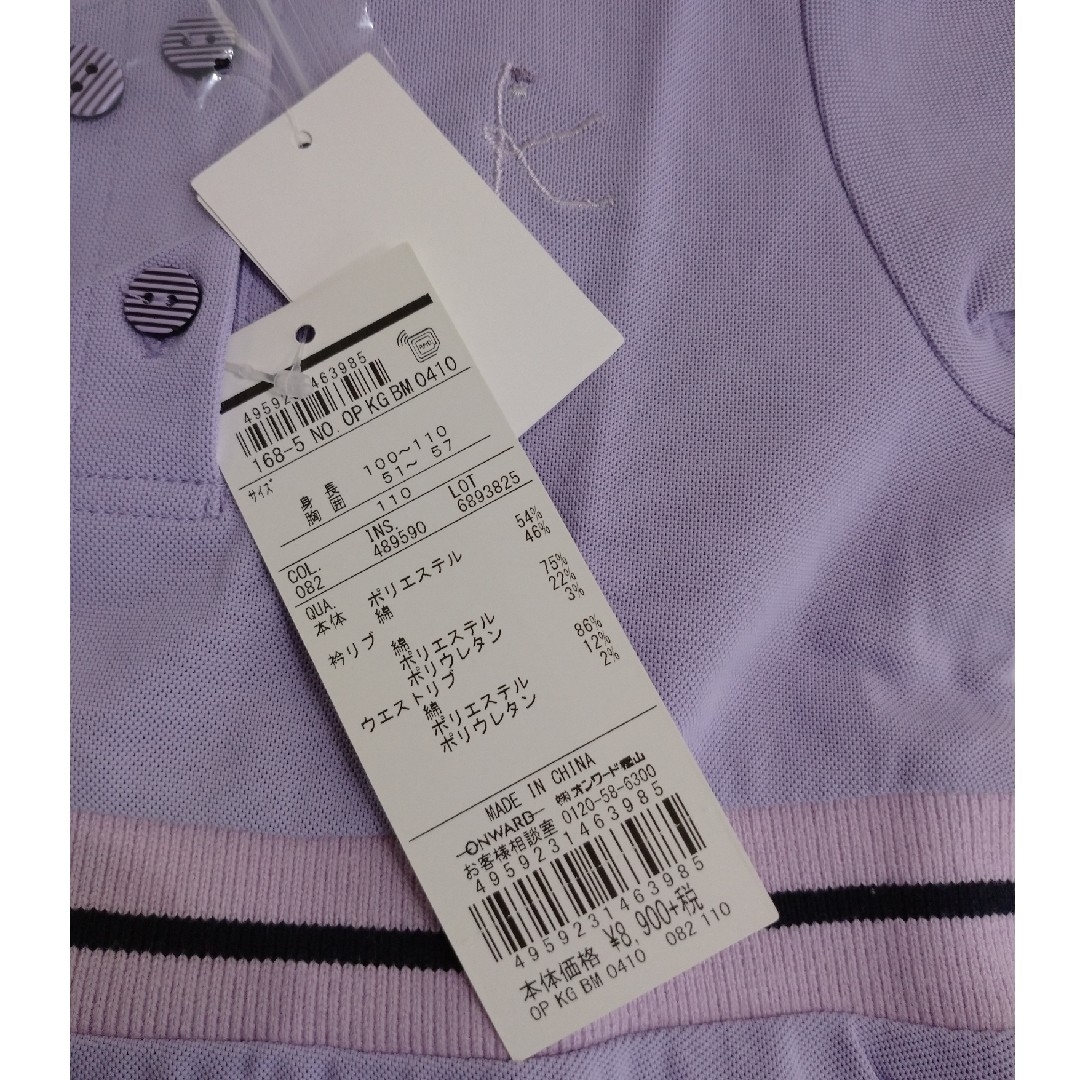 4959231463985
168-5 NO. OP KG BM 0410
サイズ
身長 100～110
胸囲 51～ 57
110
COL. INS. LOT
082 489590 6893825
QUA.
本体 ポリエステル 54%
綿 46%
衿リブ 綿 75%
ポリエステル 22%
ポリウレタン 3%
ウエストリブ
綿 86%
ポリエステル 12%
ポリウレタン 2%
MADE IN CHINA
ONWARD ㈱オンワード樫山
お客様相談室 0120-58-6300
4959231463985
4959231463985
本体価格 ¥8,900+税
OP KG BM 0410 082 110